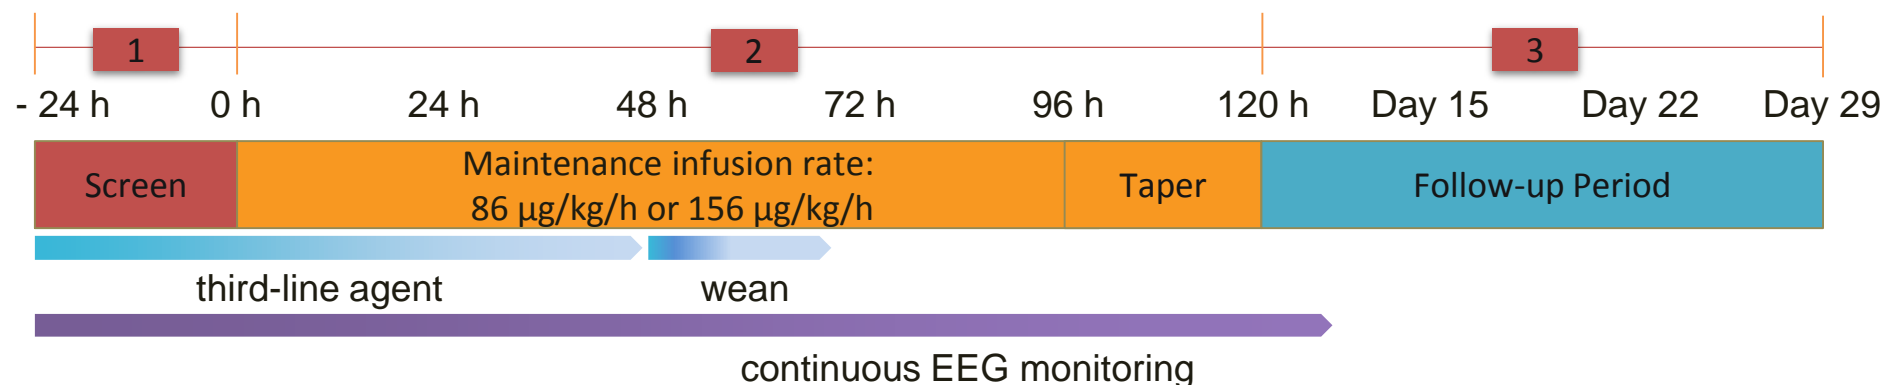 1 2 3
- 24 h 0 h 24 h 48 h 72 h 96 h 120 h Day 15 Day 22 Day 29
Screen
Maintenance infusion rate:
86 µg/kg/h or 156 µg/kg/h
Taper
Follow-up Period
third-line agent wean
continuous EEG monitoring